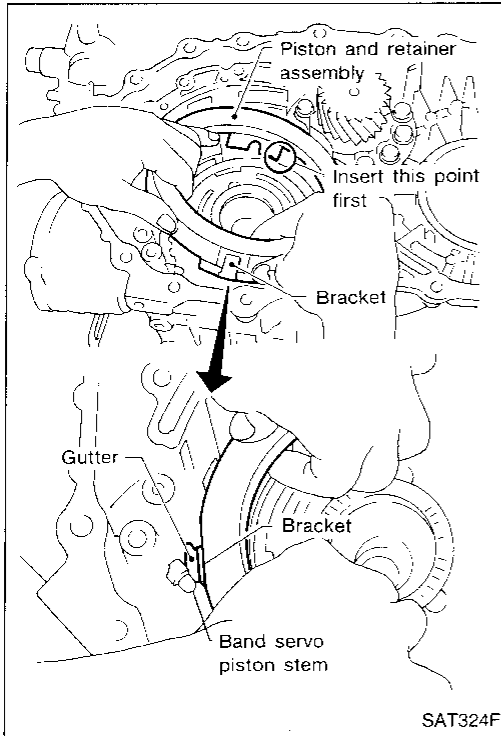 Piston and retainer
assembly
Insert this point
first
Bracket
Gutter
Bracket
Band servo
piston stem
SAT324F